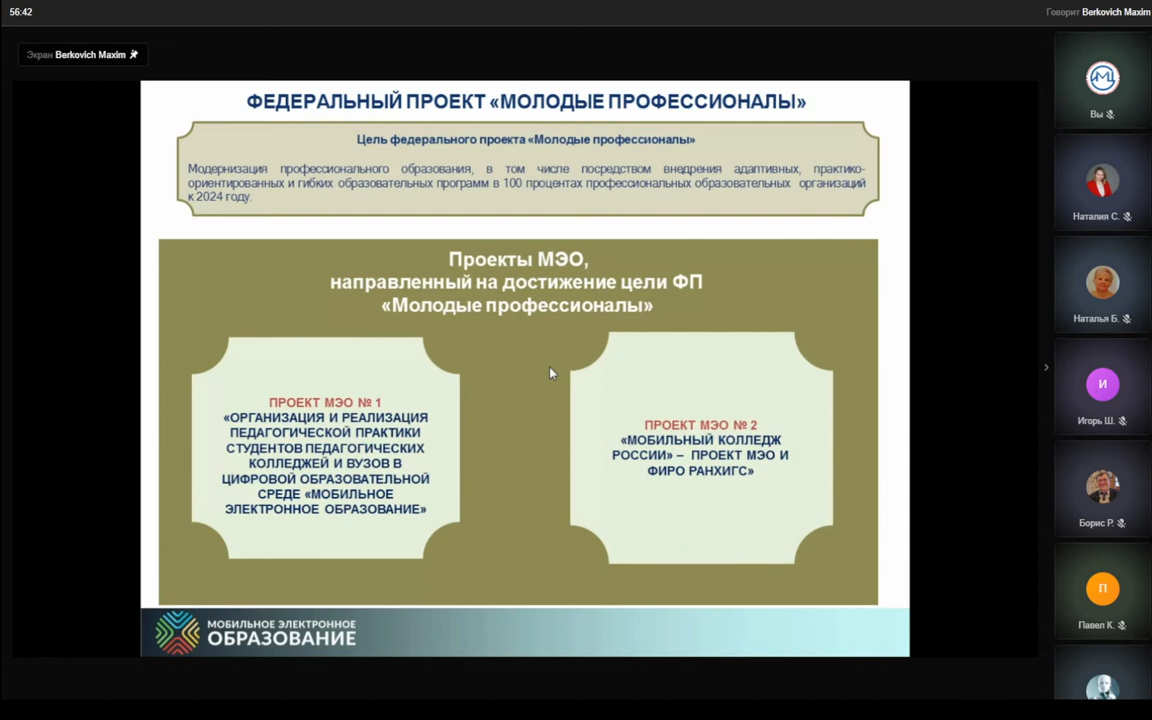 56:42
Говорит Berkovich Maxim
Экран Berkovich Maxim
ФЕДЕРАЛЬНЫЙ ПРОЕКТ «МОЛОДЫЕ ПРОФЕССИОНАЛЫ»
Цель федерального проекта «Молодые профессионалы»
Модернизация профессионального образования, в том числе посредством внедрения адаптивных, практико-
ориентированных и гибких образовательных программ в 100 процентах профессиональных образовательных организаций
к 2024 году.
Проекты МЭО,
направленный на достижение цели ФП
«Молодые профессионалы»
ПРОЕКТ МЭО № 1
«ОРГАНИЗАЦИЯ И РЕАЛИЗАЦИЯ
ПЕДАГОГИЧЕСКОЙ ПРАКТИКИ
СТУДЕНТОВ ПЕДАГОГИЧЕСКИХ
КОЛЛЕДЖЕЙ И ВУЗОВ В
ЦИФРОВОЙ ОБРАЗОВАТЕЛЬНОЙ
СРЕДЕ «МОБИЛЬНОЕ
ЭЛЕКТРОННОЕ ОБРАЗОВАНИЕ»
ПРОЕКТ МЭО № 2
«МОБИЛЬНЫЙ КОЛЛЕДЖ
РОССИИ» – ПРОЕКТ МЭО И
ФИРО РАНХИГС»
МОБИЛЬНОЕ ЭЛЕКТРОННОЕ
ОБРАЗОВАНИЕ
Вы
Наталия С.
Наталья Б.
И
Игорь Ш.
Борис Р.
П
Павел К.